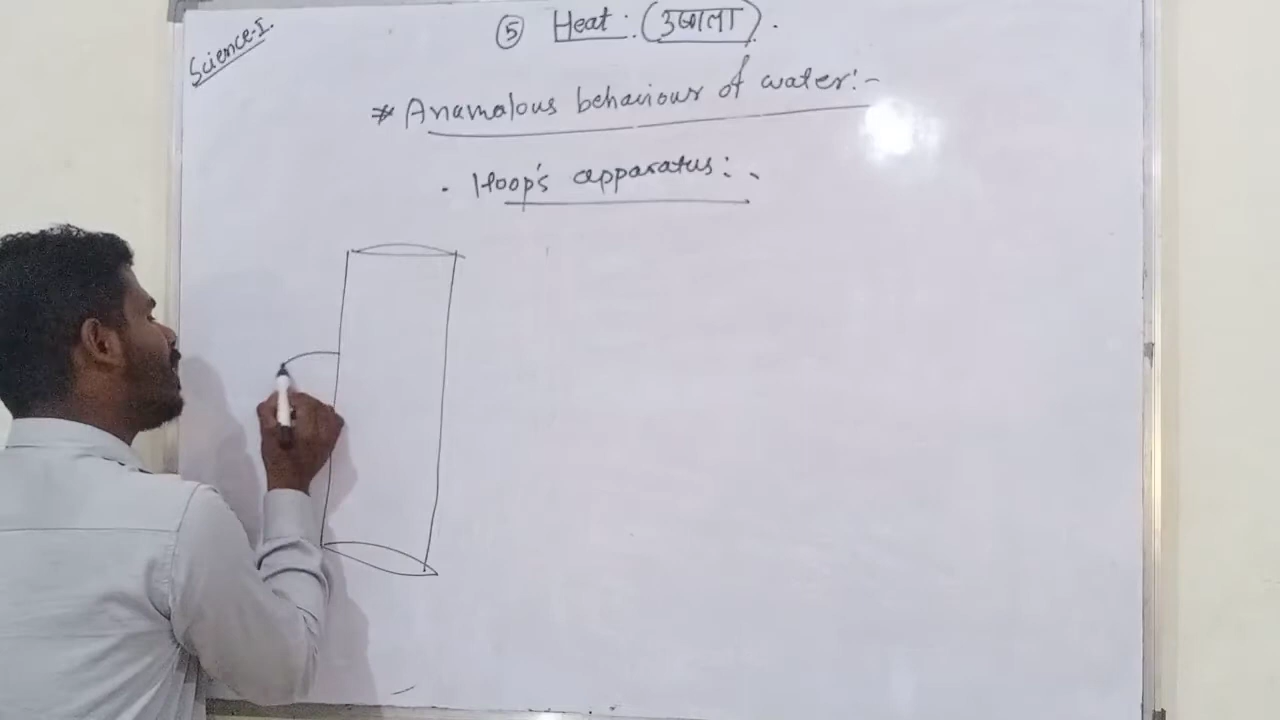 Science-I.
⑤ Heat : (उष्णता).
* Anamalous behaviour of water:-
. Hoop's apparatus:-